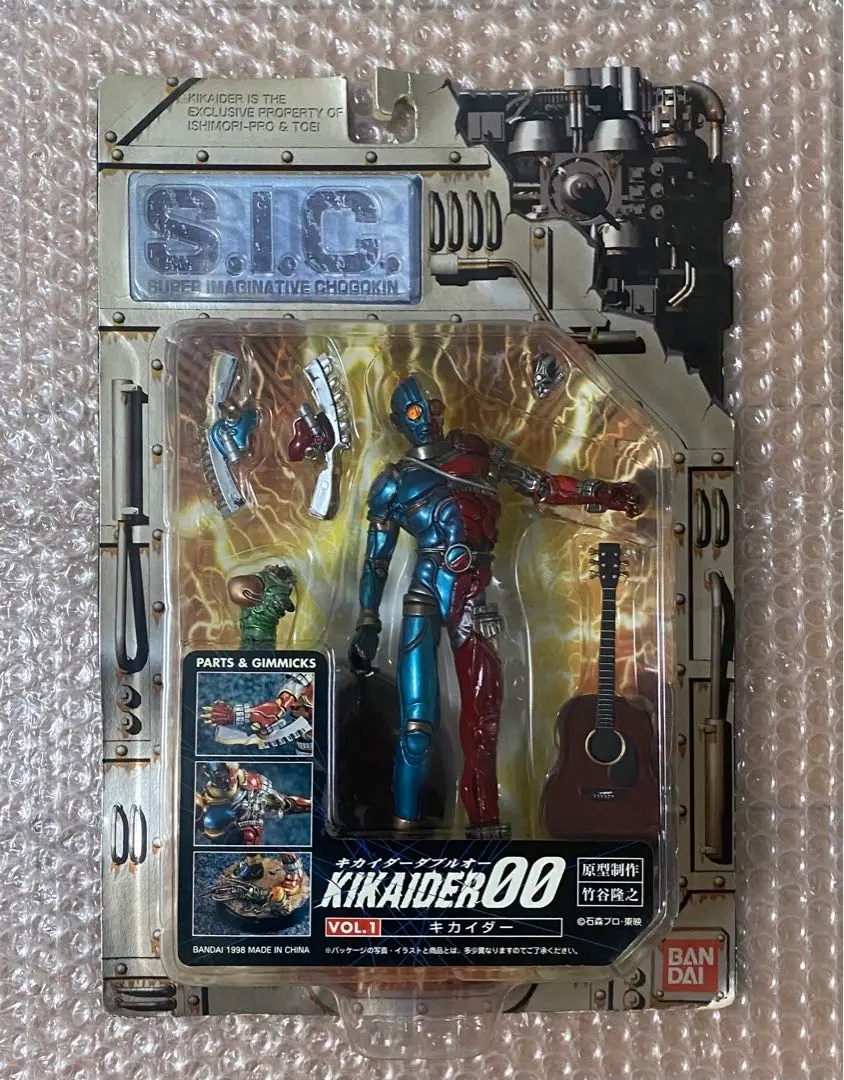 KIKAIDER IS THE
EXCLUSIVE PROPERTY OF
ISHIMORI-PRO & TOEI
S.I.C.
SUPER IMAGINATIVE CHOGOKIN
PARTS & GIMMICKS
キカイダーダブルオー
KIKAIDER00
原型制作
竹谷隆之
VOL.1
キカイダー
©石森プロ・東映
BANDAI 1998 MADE IN CHINA
※パッケージの写真・イラストと商品とは、多少異なりますのでご了承ください。
BAN
DAI